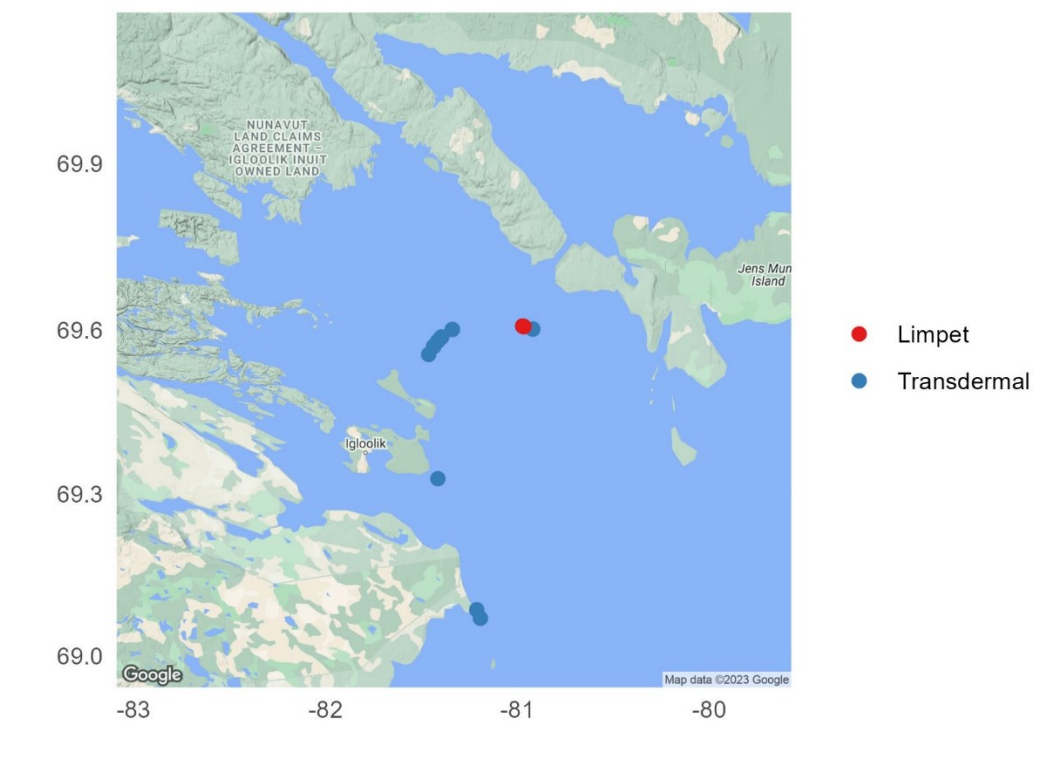 NUNAVUT
LAND CLAIMS
AGREEMENT –
IGLOOLIK INUIT
OWNED LAND
69.9
Jens Mun
Island
69.6
Limpet
Transdermal
Igloolik
69.3
69.0
Google
Map data ©2023 Google
-83
-82
-81
-80